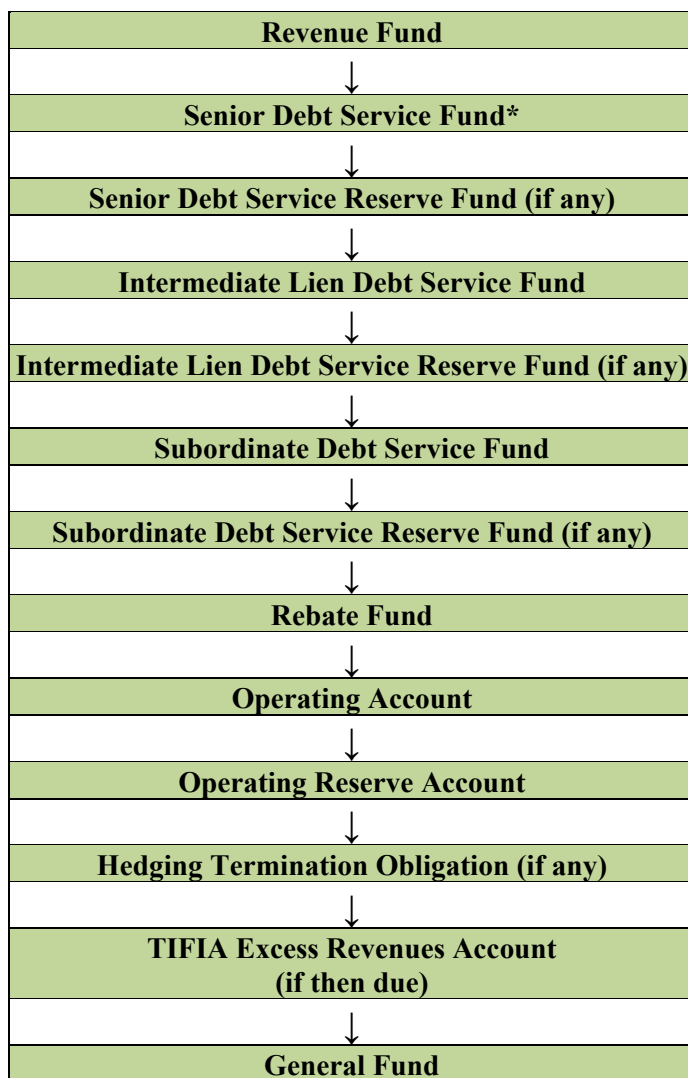 Revenue Fund
↓
Senior Debt Service Fund*
↓
Senior Debt Service Reserve Fund (if any)
↓
Intermediate Lien Debt Service Fund
↓
Intermediate Lien Debt Service Reserve Fund (if any)
↓
Subordinate Debt Service Fund
↓
Subordinate Debt Service Reserve Fund (if any)
↓
Rebate Fund
↓
Operating Account
↓
Operating Reserve Account
↓
Hedging Termination Obligation (if any)
↓
TIFIA Excess Revenues Account
(if then due)
↓
General Fund